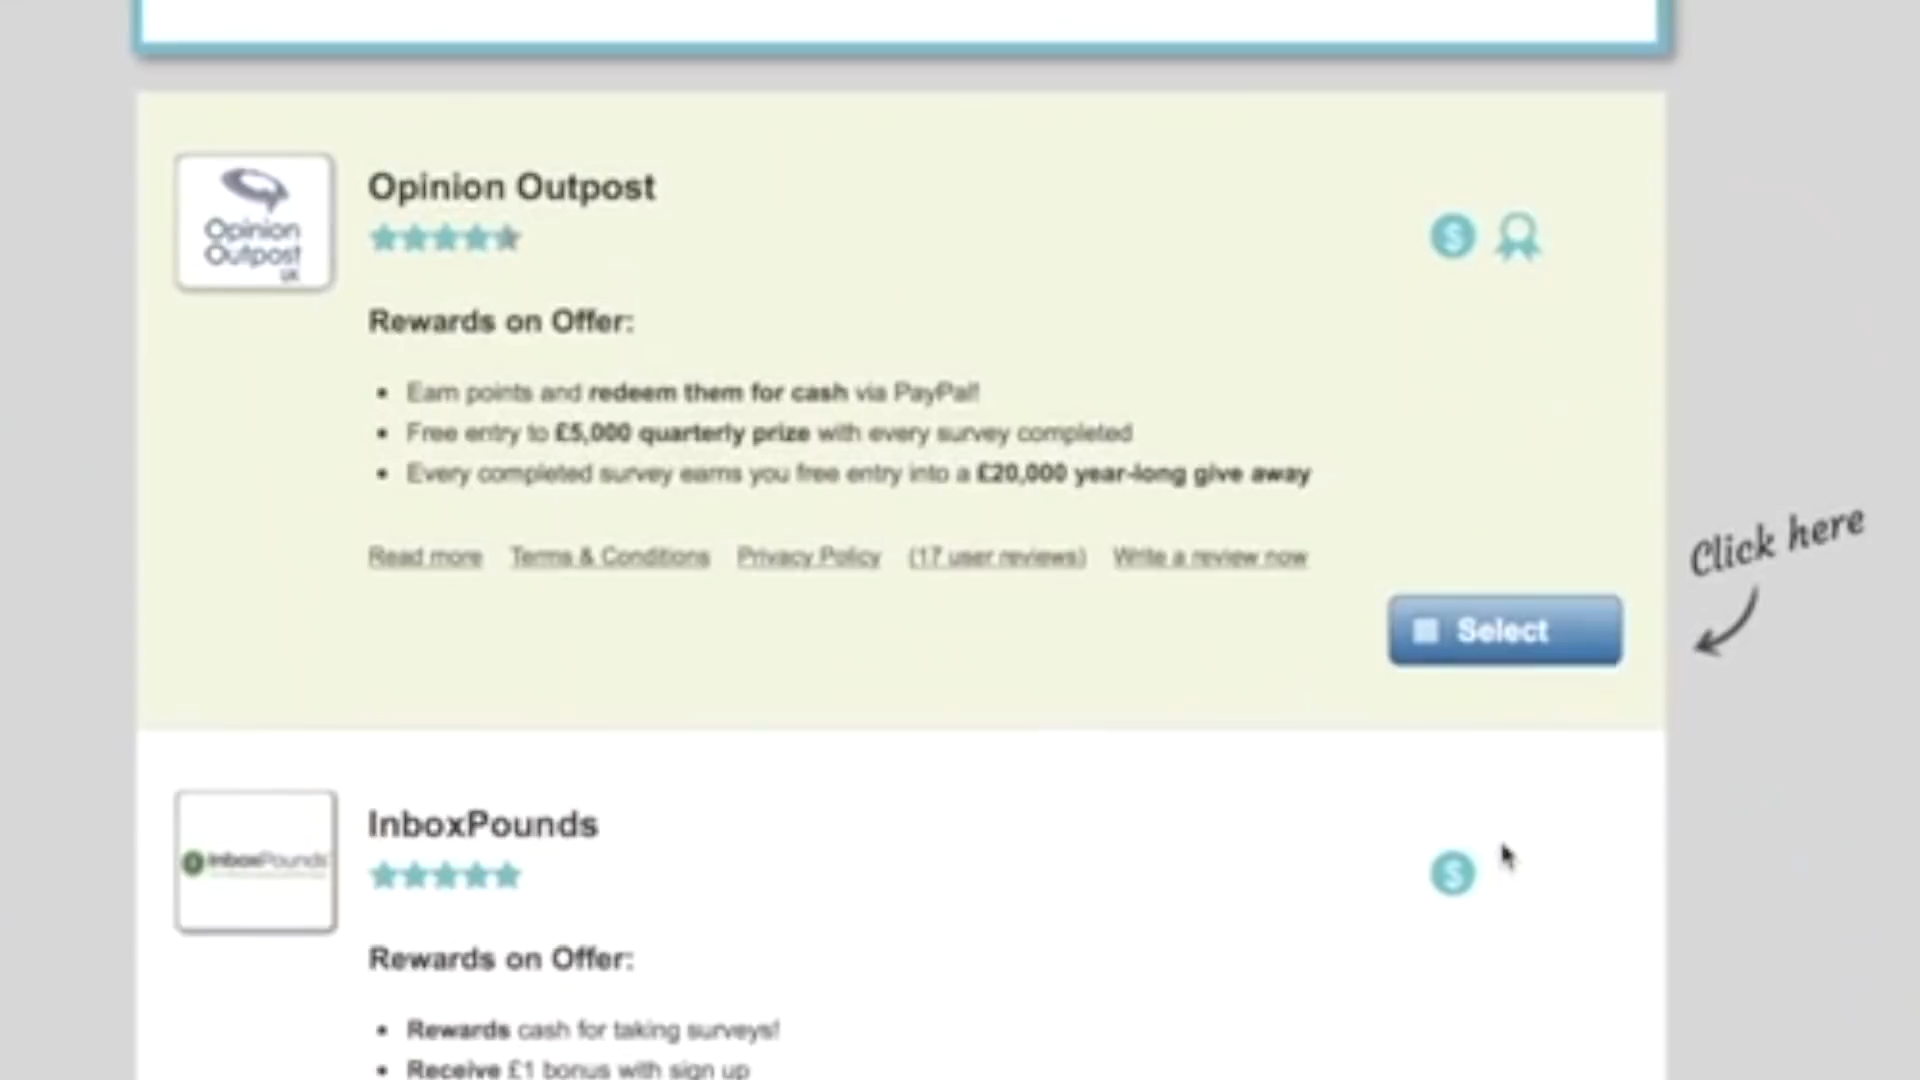 Opinion Outpost
Opinion
Outpost
UK
Rewards on Offer:
Earn points and redeem them for cash via PayPal!
Free entry to £5,000 quarterly prize with every survey completed
Every completed survey earns you free entry into a £20,000 year-long give away
Read more Terms & Conditions Privacy Policy (17 user reviews) Write a review now
Click here
Select
InboxPounds
InboxPounds
Rewards on Offer:
Rewards cash for taking surveys!
Receive £1 bonus with sign up